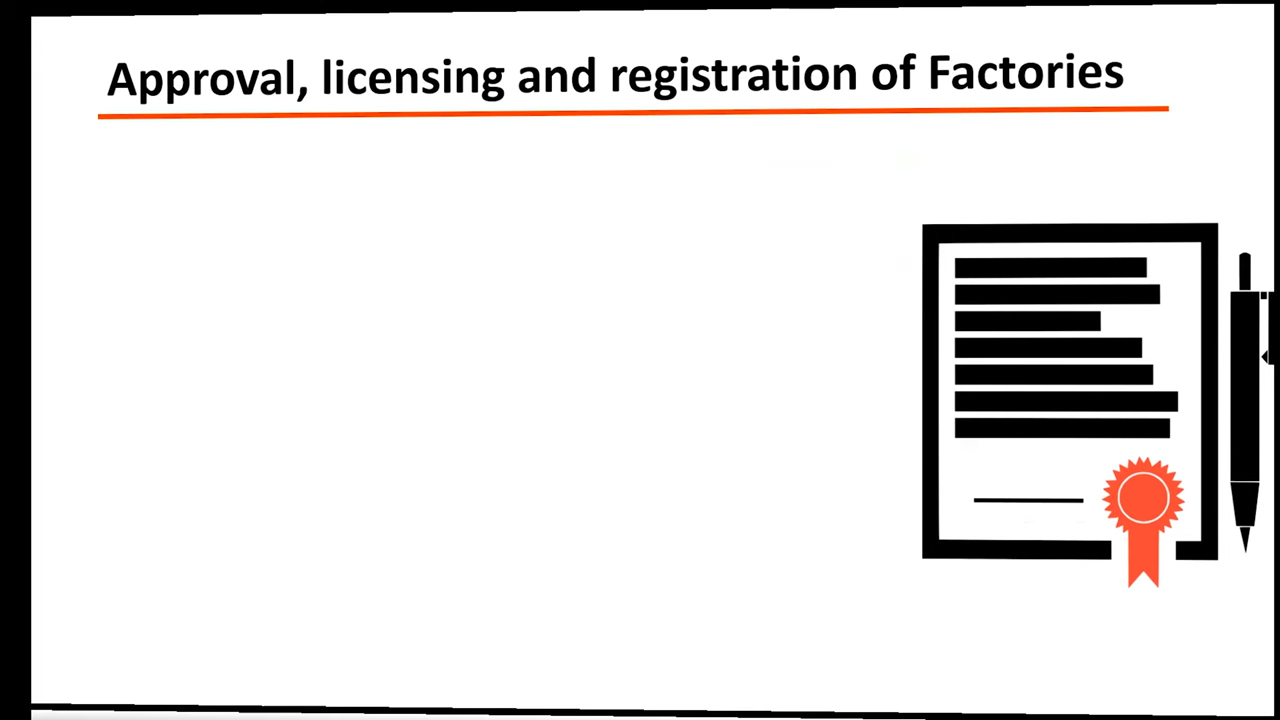 Approval, licensing and registration of Factories